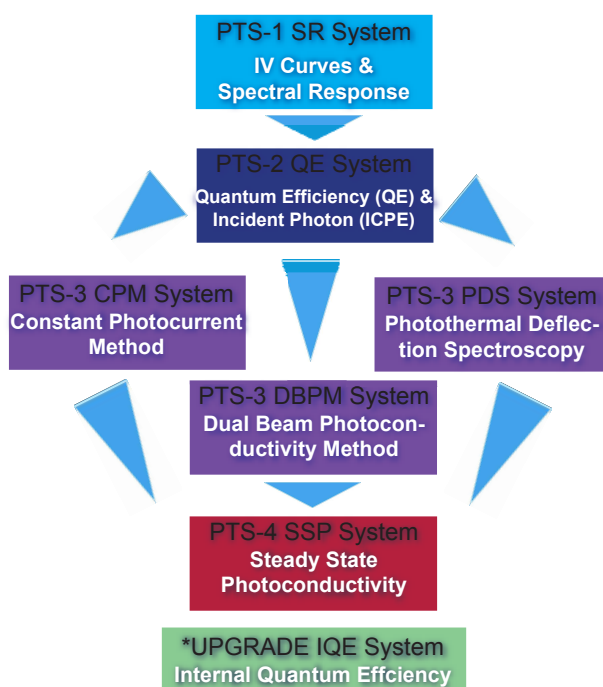 PTS-1 SR System
IV Curves &
Spectral Response
PTS-2 QE System
Quantum Efficiency (QE) &
Incident Photon (ICPE)
PTS-3 CPM System
Constant Photocurrent
Method
PTS-3 PDS System
Photothermal Deflec-
tion Spectroscopy
PTS-3 DBPM System
Dual Beam Photocon-
ductivity Method
PTS-4 SSP System
Steady State
Photoconductivity
*UPGRADE IQE System
Internal Quantum Effciency